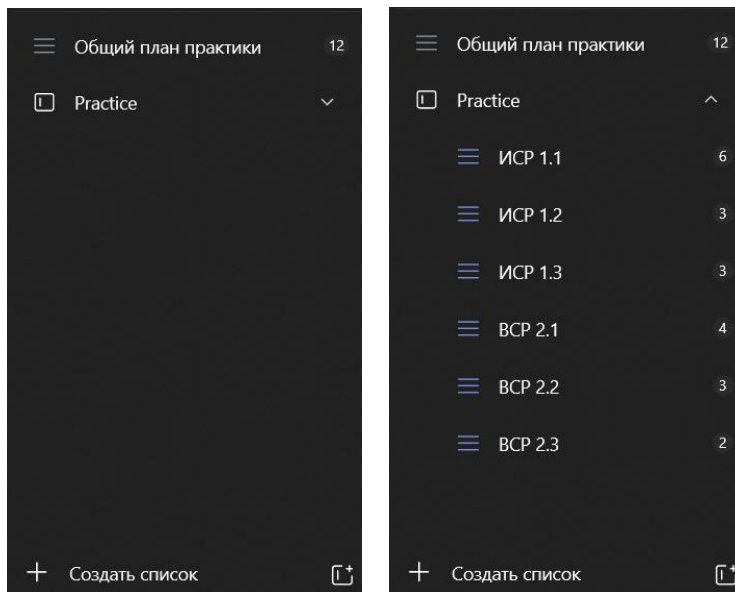 Общий план практики 12
Practice
Создать список
Общий план практики 12
Practice
ИСР 1.1 6
ИСР 1.2 3
ИСР 1.3 3
ВСР 2.1 4
ВСР 2.2 3
ВСР 2.3 2
Создать список